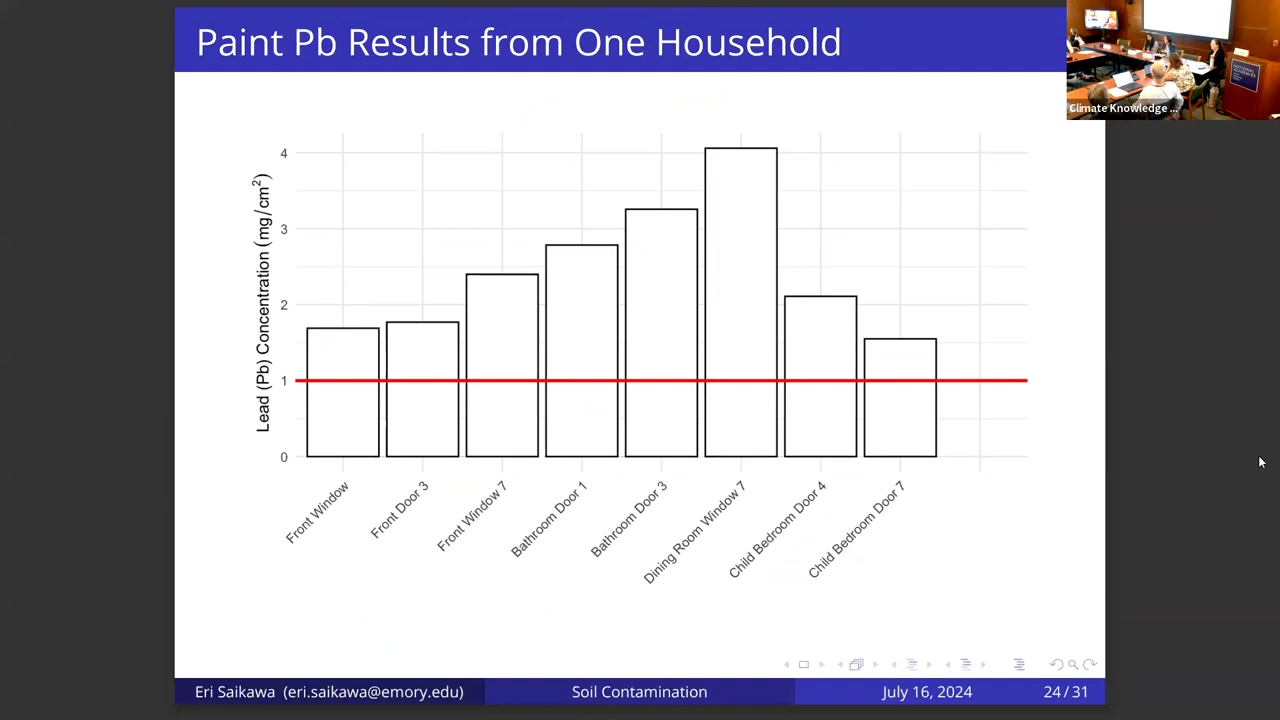 Paint Pb Results from One Household
Climate Knowledge ...
NATIONAL ACADEMIES
Lead (Pb) Concentration (mg/cm²)
4
3
2
1
0
Front Window
Front Door 3
Front Window 7
Bathroom Door 1
Bathroom Door 3
Dining Room Window 7
Child Bedroom Door 4
Child Bedroom Door 7
Eri Saikawa (eri.saikawa@emory.edu)
Soil Contamination
July 16, 2024
24 / 31